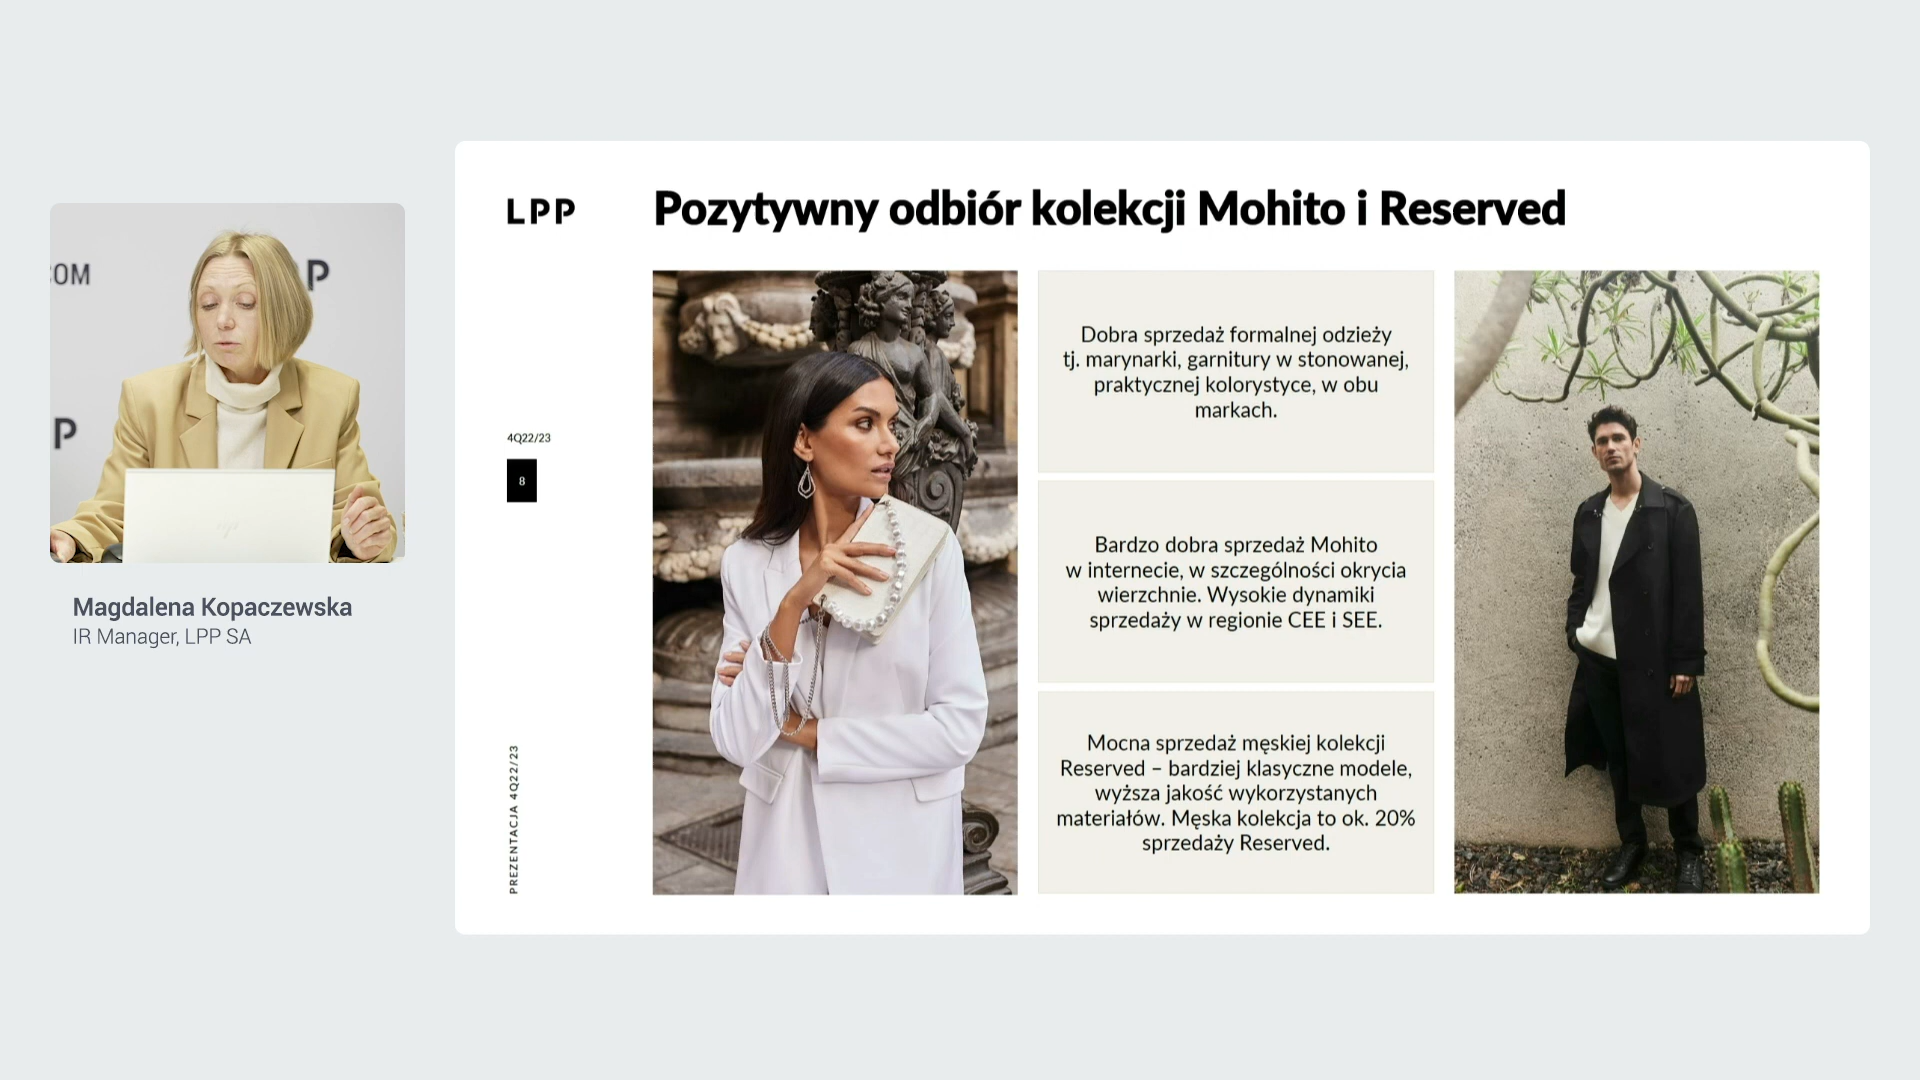 COM
P
P
Magdalena Kopaczewska
IR Manager, LPP SA
LPP
Pozytywny odbiór kolekcji Mohito i Reserved
4Q22/23
8
PREZENTACJA 4Q22/23
Dobra sprzedaż formalnej odzieży
tj. marynarki, garnitury w stonowanej,
praktycznej kolorystyce, w obu
markach.
Bardzo dobra sprzedaż Mohito
w internecie, w szczególności okrycia
wierzchnie. Wysokie dynamiki
sprzedaży w regionie CEE i SEE.
Mocna sprzedaż męskiej kolekcji
Reserved – bardziej klasyczne modele,
wyższa jakość wykorzystanych
materiałów. Męska kolekcja to ok. 20%
sprzedaży Reserved.